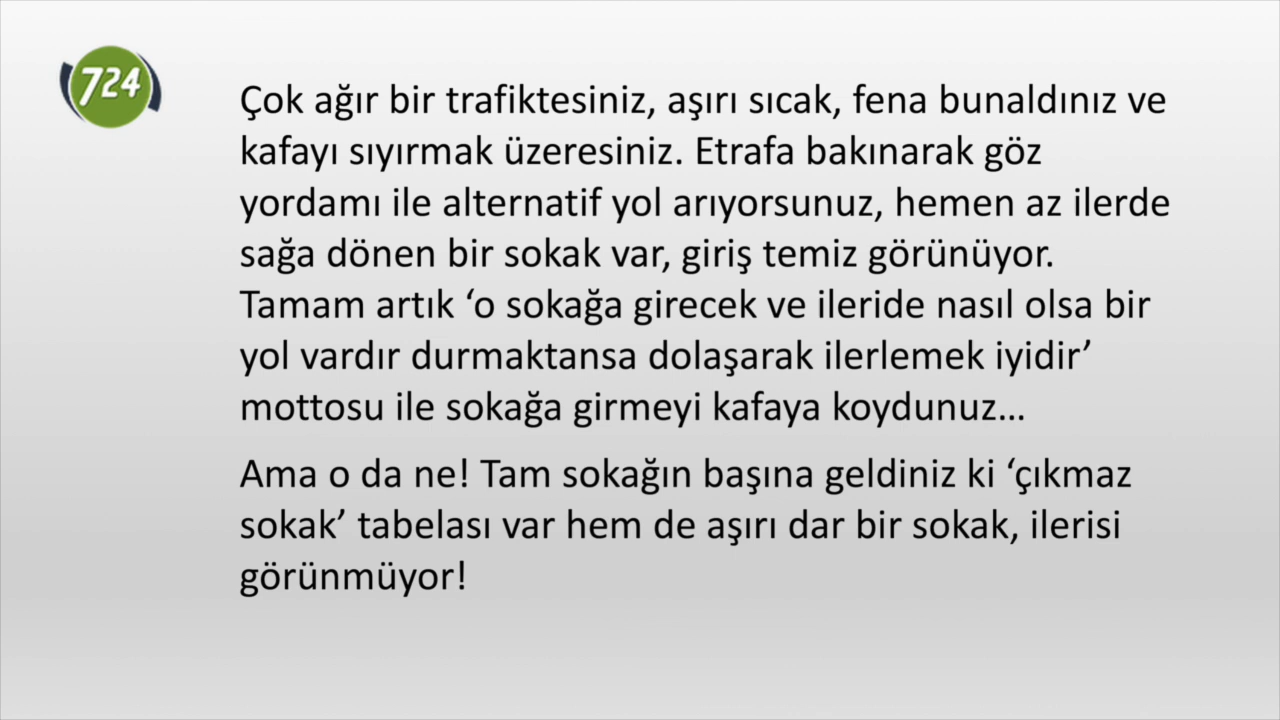 724
Çok ağır bir trafiktesiniz, aşırı sıcak, fena bunaldınız ve
kafayı sıyırmak üzeresiniz. Etrafa bakınarak göz
yordamı ile alternatif yol arıyorsunuz, hemen az ilerde
sağa dönen bir sokak var, giriş temiz görünüyor.
Tamam artık ‘o sokağa girecek ve ileride nasıl olsa bir
yol vardır durmaktansa dolaşarak ilerlemek iyidir’
mottosu ile sokağa girmeyi kafaya koydunuz…
Ama o da ne! Tam sokağın başına geldiniz ki ‘çıkmaz
sokak’ tabelası var hem de aşırı dar bir sokak, ilerisi
görünmüyor!